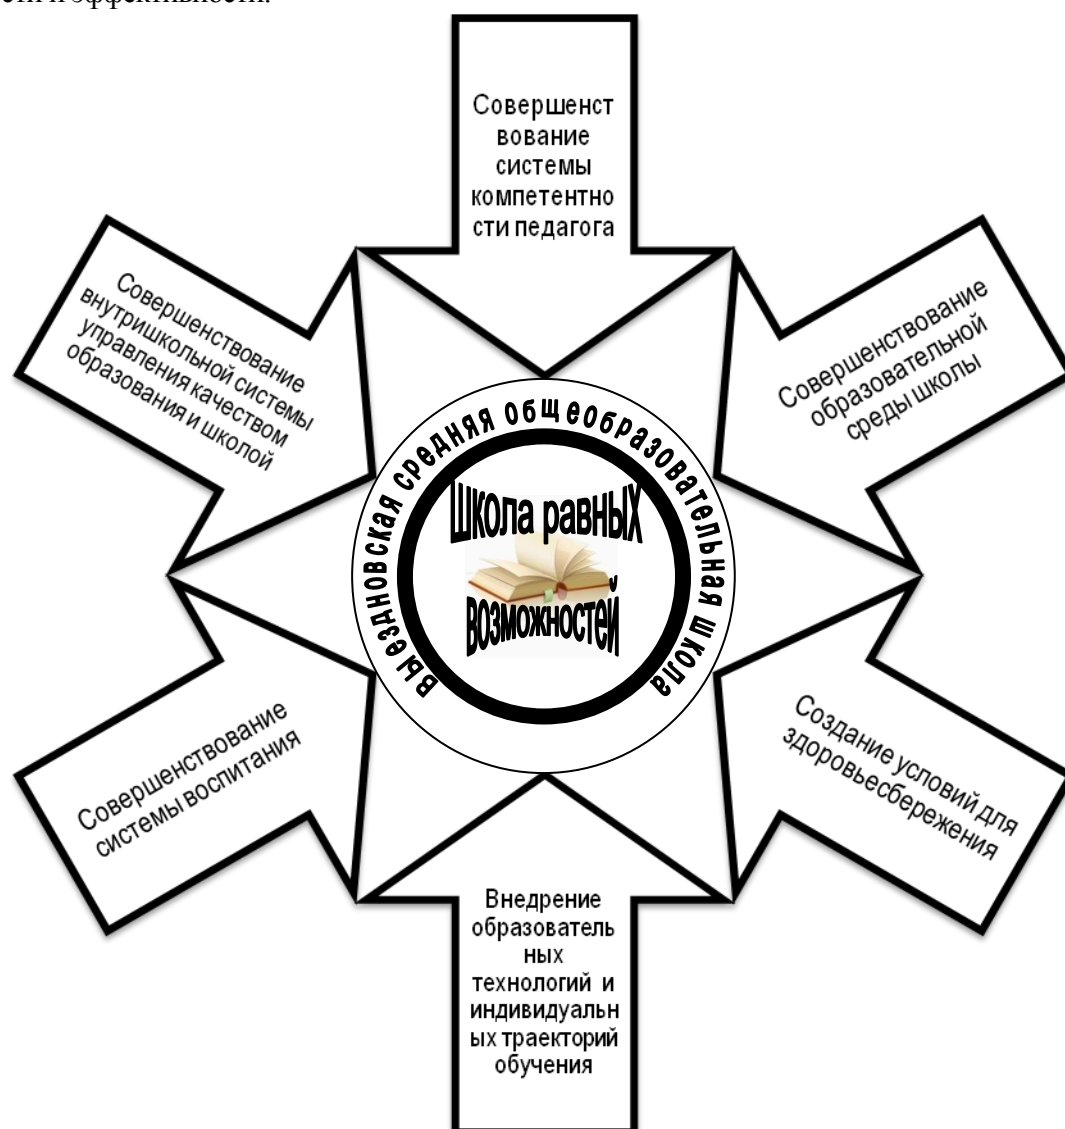 и эффективности.
Совершенст
вование
системы
компетентно
сти педагога
Совершенствование
внутришкольной системы
управления качеством
образования и школой
Совершенствование
образовательной
среды школы
Выездновская средняя общеобразовательная школа
Школа равных
возможностей
Совершенствование
системы воспитания
Создание условий для
здоровьесбережения
Внедрение
образователь
ных
технологий и
индивидуальн
ых траекторий
обучения